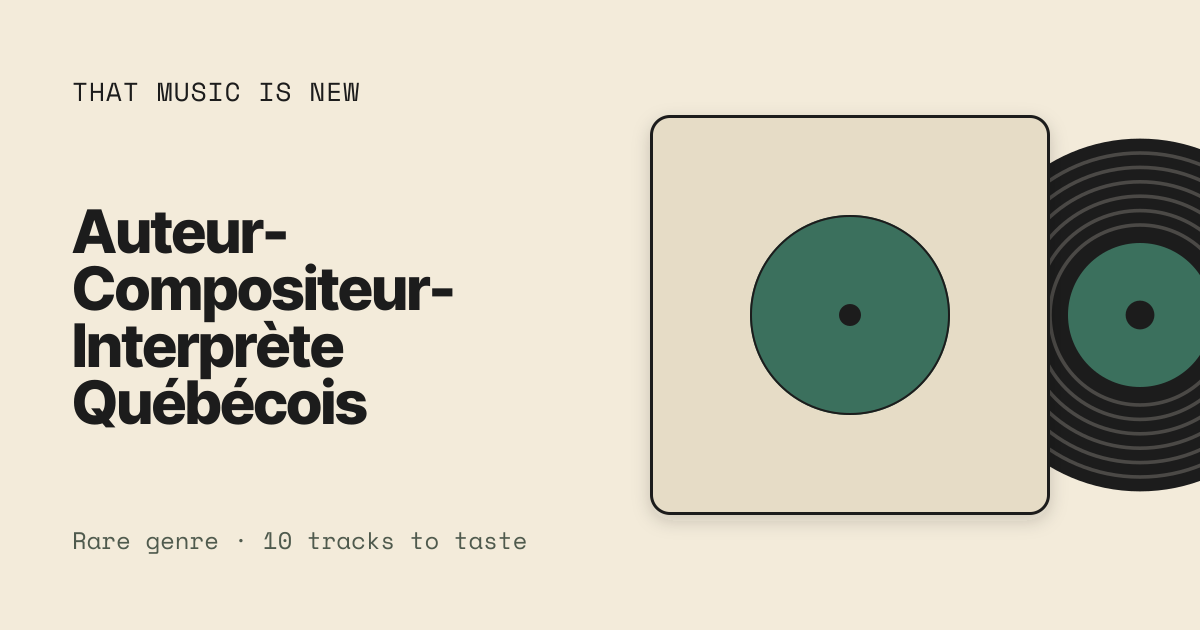 THAT MUSIC IS NEW
Auteur-
Compositeur-
Interprète
Québécois
Rare genre · 10 tracks to taste